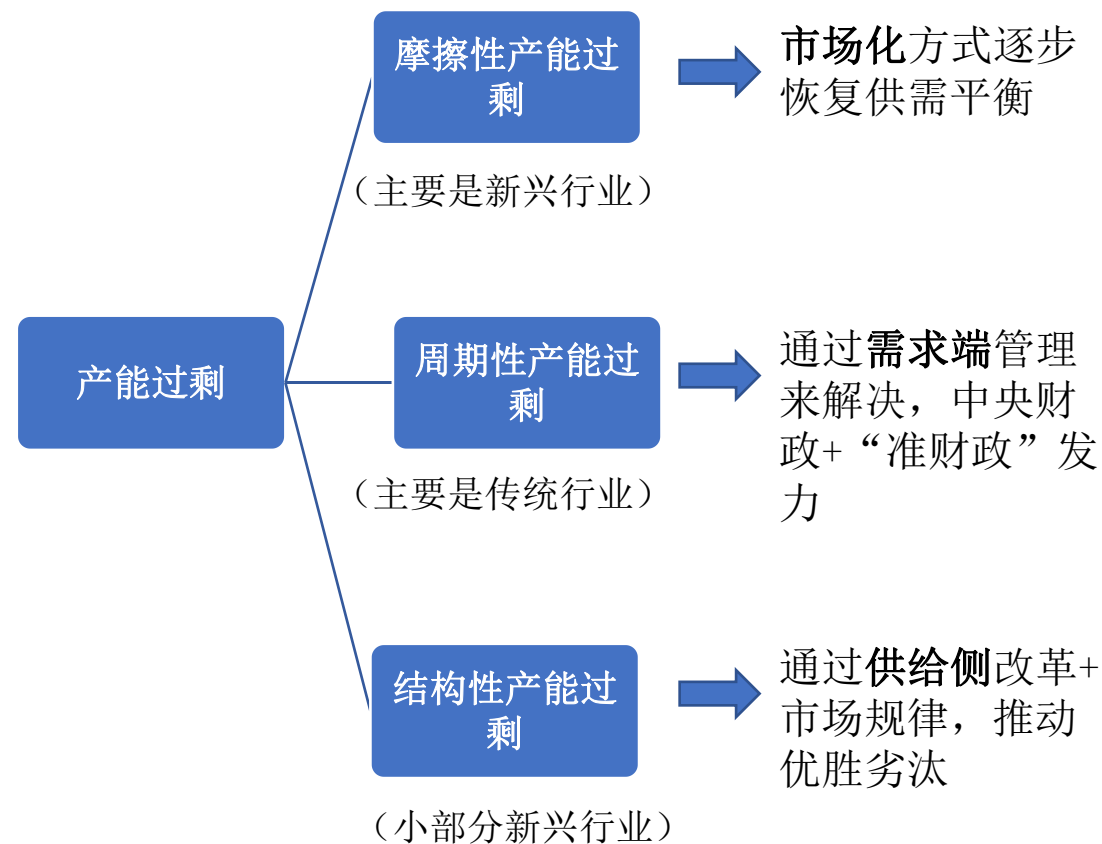 摩擦性产能过
剩
市场化方式逐步
恢复供需平衡
（主要是新兴行业）
产能过剩
周期性产能过
剩
通过需求端管理
来解决，中央财
政+“准财政”发
力
（主要是传统行业）
结构性产能过
剩
通过供给侧改革+
市场规律，推动
优胜劣汰
（小部分新兴行业）